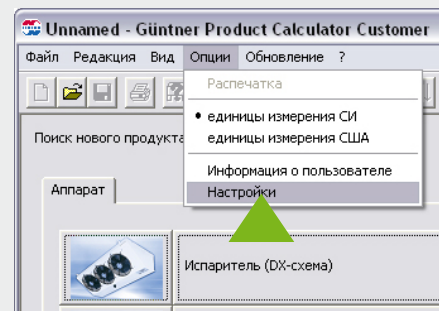 Unnamed - Güntner Product Calculator Customer
Файл Редакция Вид Опции Обновление ?
Распечатка
• единицы измерения СИ
единицы измерения США
Поиск нового продукта
Информация о пользователе
Настройки
Аппарат
Испаритель (DX-схема)